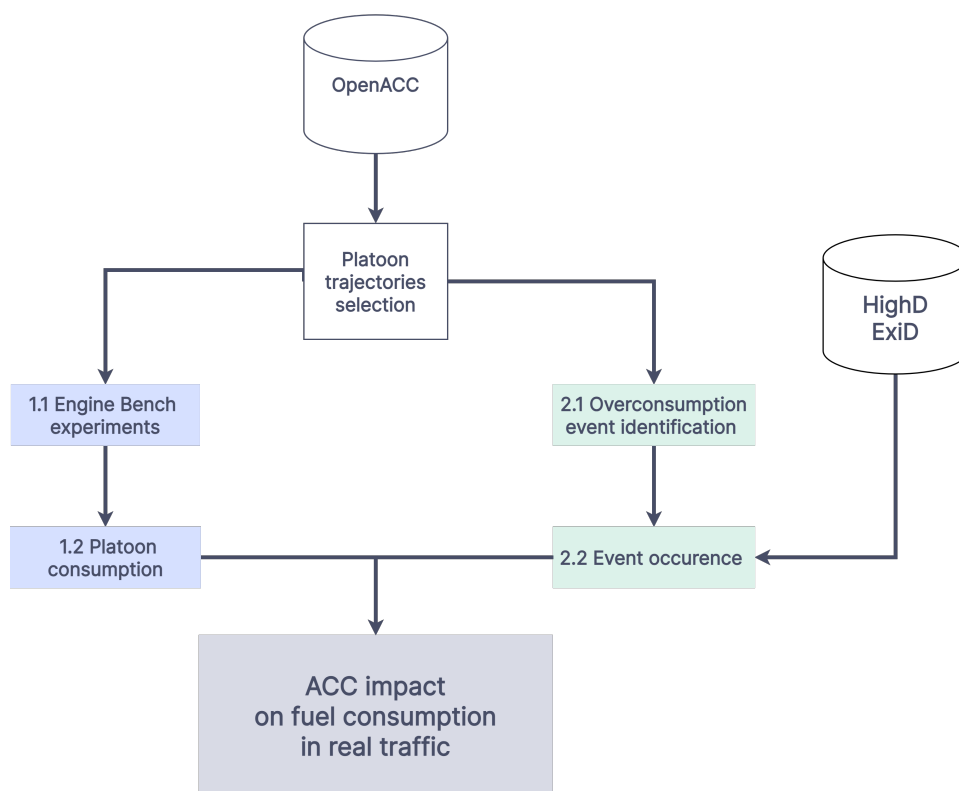 OpenACC
Platoon
trajectories
selection
HighD
ExiD
1.1 Engine Bench
experiments
2.1 Overconsumption
event identification
1.2 Platoon
consumption
2.2 Event occurence
ACC impact
on fuel consumption
in real traffic